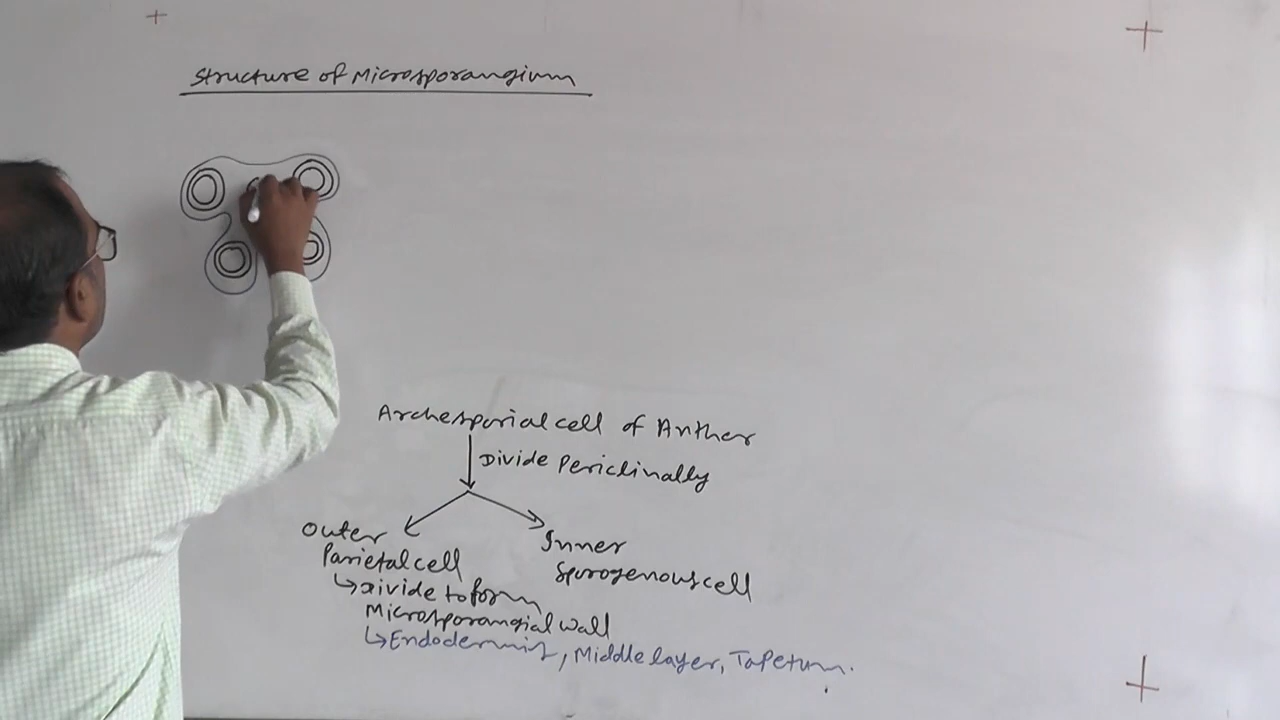 Structure of Microsporangium
Archesporial cell of Anther
Divide Periclinally
Outer
Parietal cell
Inner
Sporogenous cell
↳ Divide to form
Microsporangial wall
↳ Endodermis, Middle layer, Tapetum.